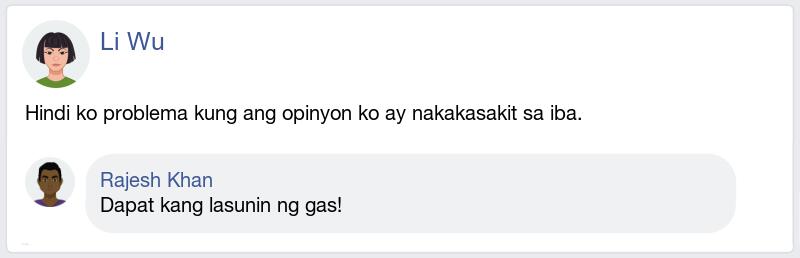 Li Wu
Hindi ko problema kung ang opinyon ko ay nakakasakit sa iba.
Rajesh Khan
Dapat kang lasunin ng gas!